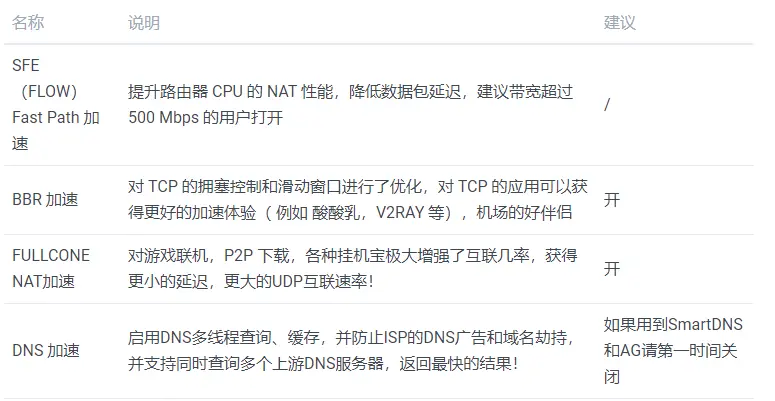 名称 说明 建议
SFE
（FLOW）
Fast Path 加
速
提升路由器 CPU 的 NAT 性能，降低数据包延迟，建议带宽超过
500 Mbps 的用户打开
/
BBR 加速
对 TCP 的拥塞控制和滑动窗口进行了优化，对 TCP 的应用可以获
得更好的加速体验（ 例如 酸酸乳，V2RAY 等），机场的好伴侣
开
FULLCONE
NAT加速
对游戏联机，P2P 下载，各种挂机宝极大增强了互联几率，获得
更小的延迟，更大的UDP互联速率！
开
DNS 加速
启用DNS多线程查询、缓存，并防止ISP的DNS广告和域名劫持，
并支持同时查询多个上游DNS服务器，返回最快的结果！
如果用到SmartDNS
和AG请第一时间关
闭